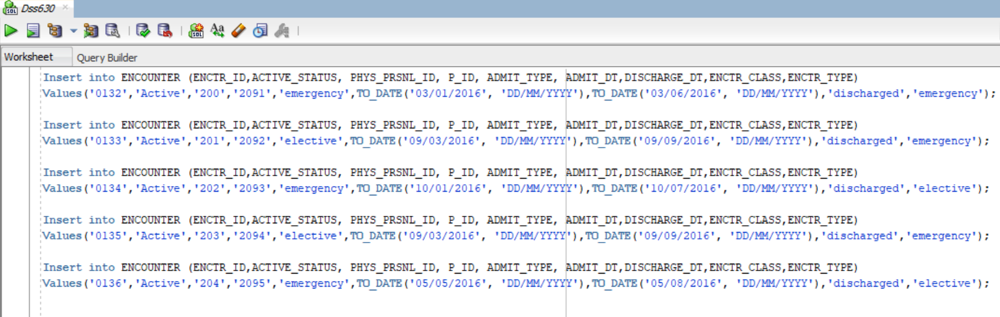 Dss630
Worksheet
Query Builder
Insert into ENCOUNTER (ENCTR_ID,ACTIVE_STATUS, PHYS_PRSNL_ID, P_ID, ADMIT_TYPE, ADMIT_DT,DISCHARGE_DT,ENCTR_CLASS,ENCTR_TYPE)
Values('0132','Active','200','2091','emergency',TO_DATE('03/01/2016', 'DD/MM/YYYY'),TO_DATE('03/06/2016', 'DD/MM/YYYY'),'discharged','emergency');
Insert into ENCOUNTER (ENCTR_ID,ACTIVE_STATUS, PHYS_PRSNL_ID, P_ID, ADMIT_TYPE, ADMIT_DT,DISCHARGE_DT,ENCTR_CLASS,ENCTR_TYPE)
Values('0133','Active','201','2092','elective',TO_DATE('09/03/2016', 'DD/MM/YYYY'),TO_DATE('09/09/2016', 'DD/MM/YYYY'),'discharged','emergency');
Insert into ENCOUNTER (ENCTR_ID,ACTIVE_STATUS, PHYS_PRSNL_ID, P_ID, ADMIT_TYPE, ADMIT_DT,DISCHARGE_DT,ENCTR_CLASS,ENCTR_TYPE)
Values('0134','Active','202','2093','emergency',TO_DATE('10/01/2016', 'DD/MM/YYYY'),TO_DATE('10/07/2016', 'DD/MM/YYYY'),'discharged','elective');
Insert into ENCOUNTER (ENCTR_ID,ACTIVE_STATUS, PHYS_PRSNL_ID, P_ID, ADMIT_TYPE, ADMIT_DT,DISCHARGE_DT,ENCTR_CLASS,ENCTR_TYPE)
Values('0135','Active','203','2094','elective',TO_DATE('09/03/2016', 'DD/MM/YYYY'),TO_DATE('09/09/2016', 'DD/MM/YYYY'),'discharged','emergency');
Insert into ENCOUNTER (ENCTR_ID,ACTIVE_STATUS, PHYS_PRSNL_ID, P_ID, ADMIT_TYPE, ADMIT_DT,DISCHARGE_DT,ENCTR_CLASS,ENCTR_TYPE)
Values('0136','Active','204','2095','emergency',TO_DATE('05/05/2016', 'DD/MM/YYYY'),TO_DATE('05/08/2016', 'DD/MM/YYYY'),'discharged','elective');